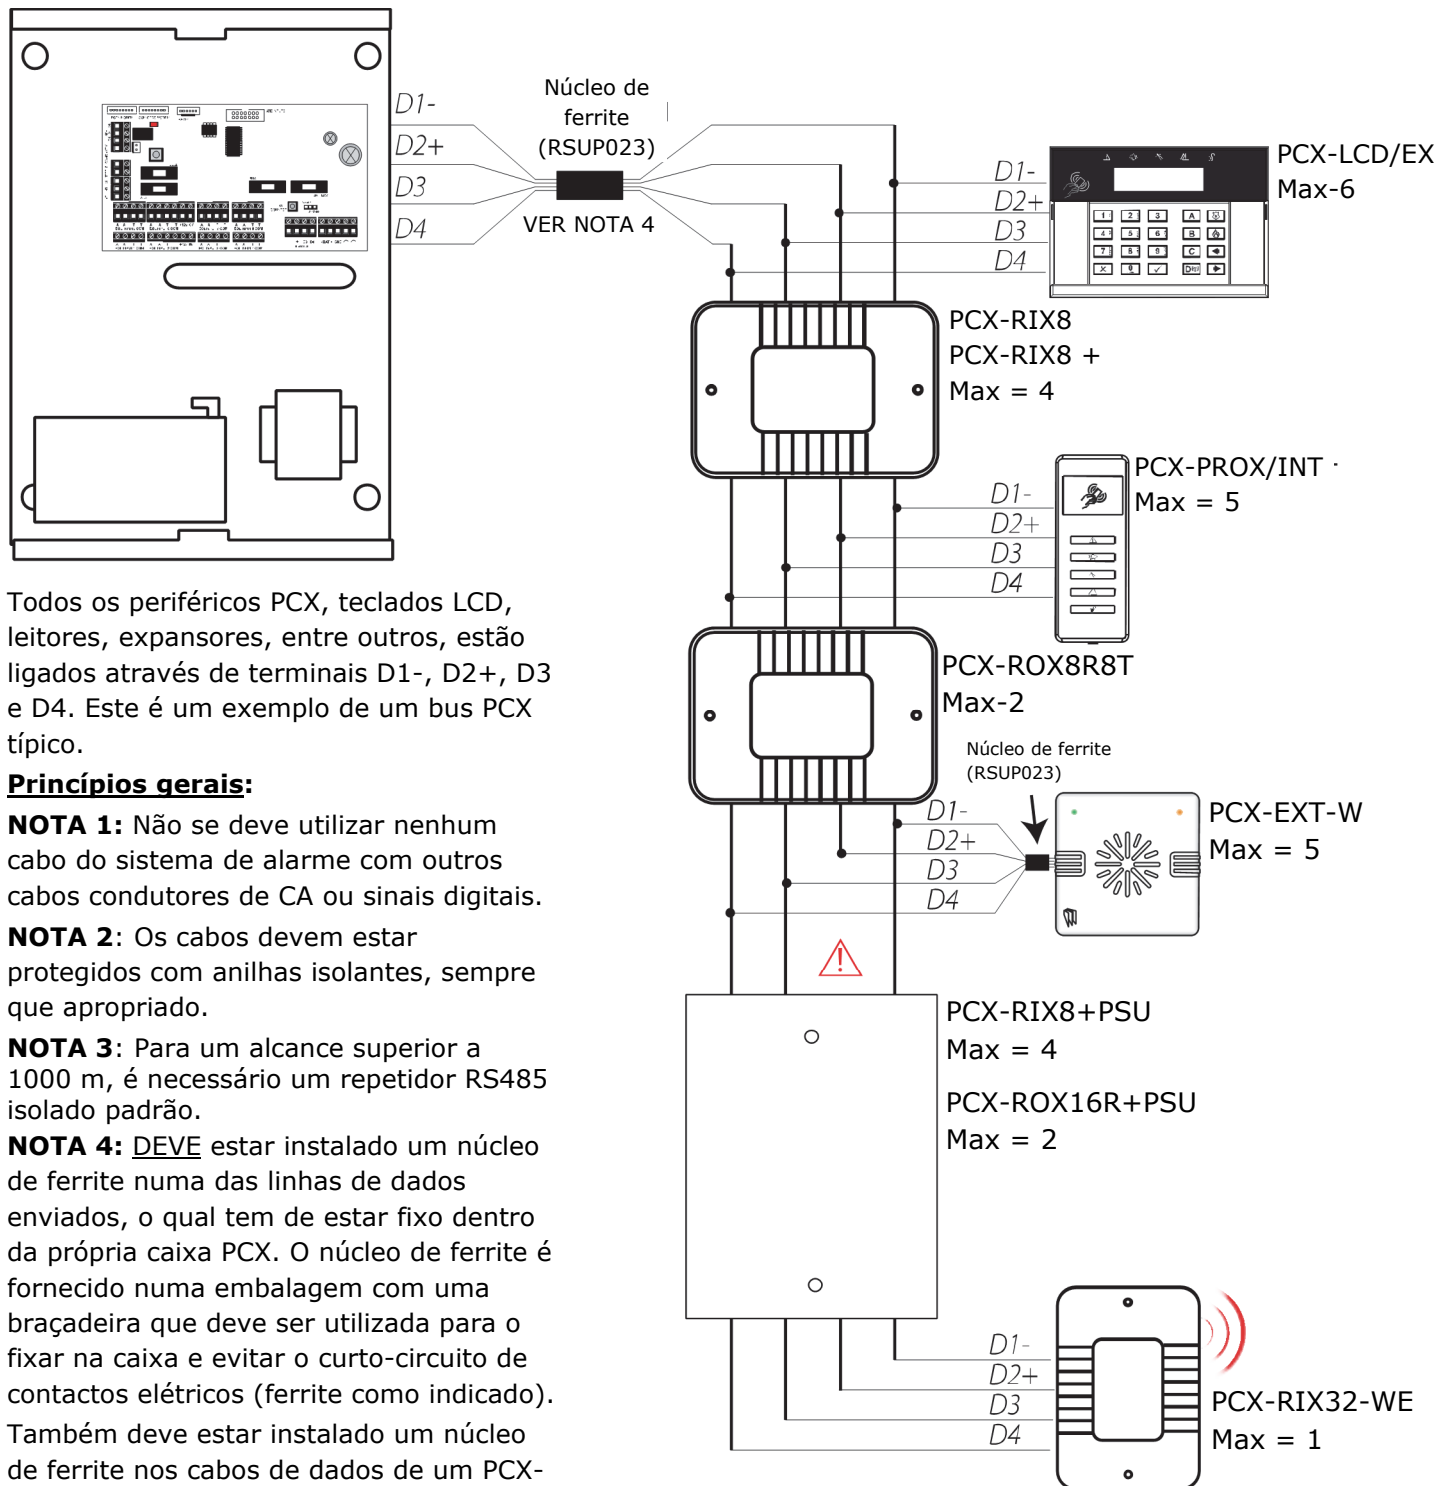 D1-
D2+
D3
D4
Núcleo de
ferrite
(RSUP023)
VER NOTA 4
D1-
D2+
D3
D4
PCX-LCD/EX
Max-6
1
2
3
A
4
5
6
B
7
8
9
C
0
D
PCX-RIX8
PCX-RIX8 +
Max = 4
D1-
D2+
D3
D4
PCX-PROX/INT
Max = 5
PCX-ROX8R8T
Max-2
Núcleo de ferrite
(RSUP023)
D1-
D2+
D3
D4
PCX-EXT-W
Max = 5
PCX-RIX8+PSU
Max = 4
PCX-ROX16R+PSU
Max = 2
D1-
D2+
D3
D4
PCX-RIX32-WE
Max = 1
Todos os periféricos PCX, teclados LCD,
leitores, expansores, entre outros, estão
ligados através de terminais D1-, D2+, D3
e D4. Este é um exemplo de um bus PCX
típico.
Princípios gerais:
NOTA 1: Não se deve utilizar nenhum
cabo do sistema de alarme com outros
cabos condutores de CA ou sinais digitais.
NOTA 2: Os cabos devem estar
protegidos com anilhas isolantes, sempre
que apropriado.
NOTA 3: Para um alcance superior a
1000 m, é necessário um repetidor RS485
isolado padrão.
NOTA 4: DEVE estar instalado um núcleo
de ferrite numa das linhas de dados
enviados, o qual tem de estar fixo dentro
da própria caixa PCX. O núcleo de ferrite é
fornecido numa embalagem com uma
braçadeira que deve ser utilizada para o
fixar na caixa e evitar o curto-circuito de
contactos elétricos (ferrite como indicado).
Também deve estar instalado um núcleo
de ferrite nos cabos de dados de um PCX-